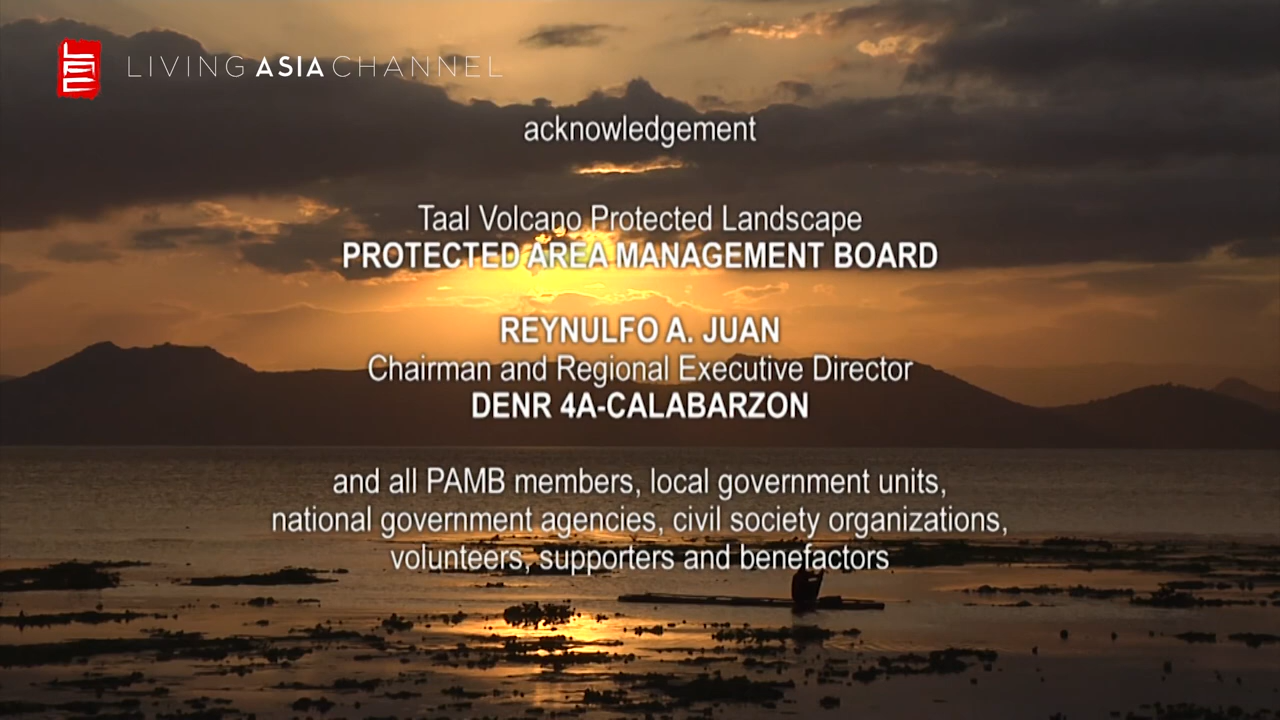 LAC
LIVING ASIA CHANNEL
acknowledgement
Taal Volcano Protected Landscape
PROTECTED AREA MANAGEMENT BOARD
REYNULFO A. JUAN
Chairman and Regional Executive Director
DENR 4A-CALABARZON
and all PAMB members, local government units,
national government agencies, civil society organizations,
volunteers, supporters and benefactors